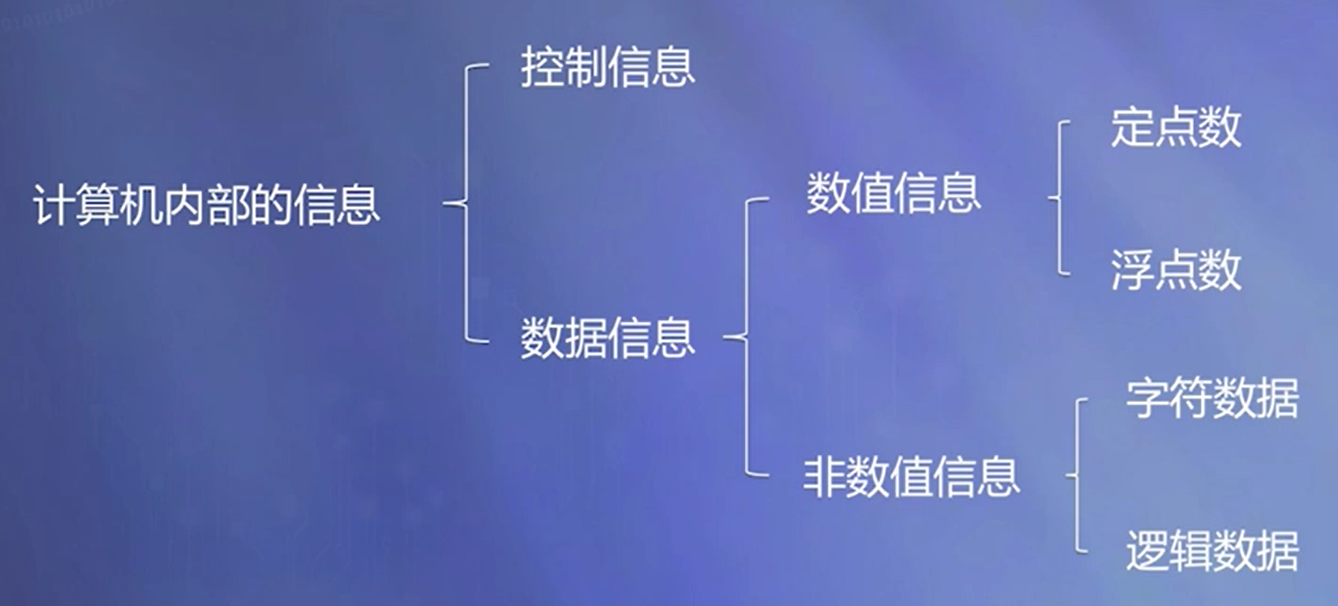 计算机内部的信息
控制信息
数据信息
数值信息
定点数
浮点数
非数值信息
字符数据
逻辑数据